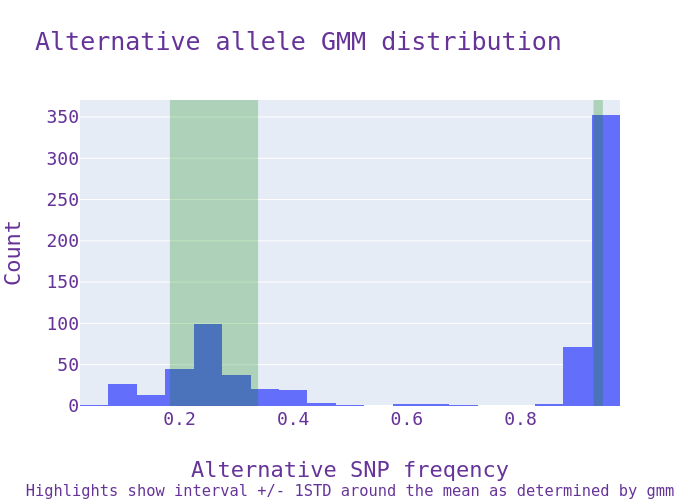 Alternative allele GMM distribution
350
300
250
200
150
100
50
0
Count
0.2 0.4 0.6 0.8
Alternative SNP freqency
Highlights show interval +/- 1STD around the mean as determined by gmm